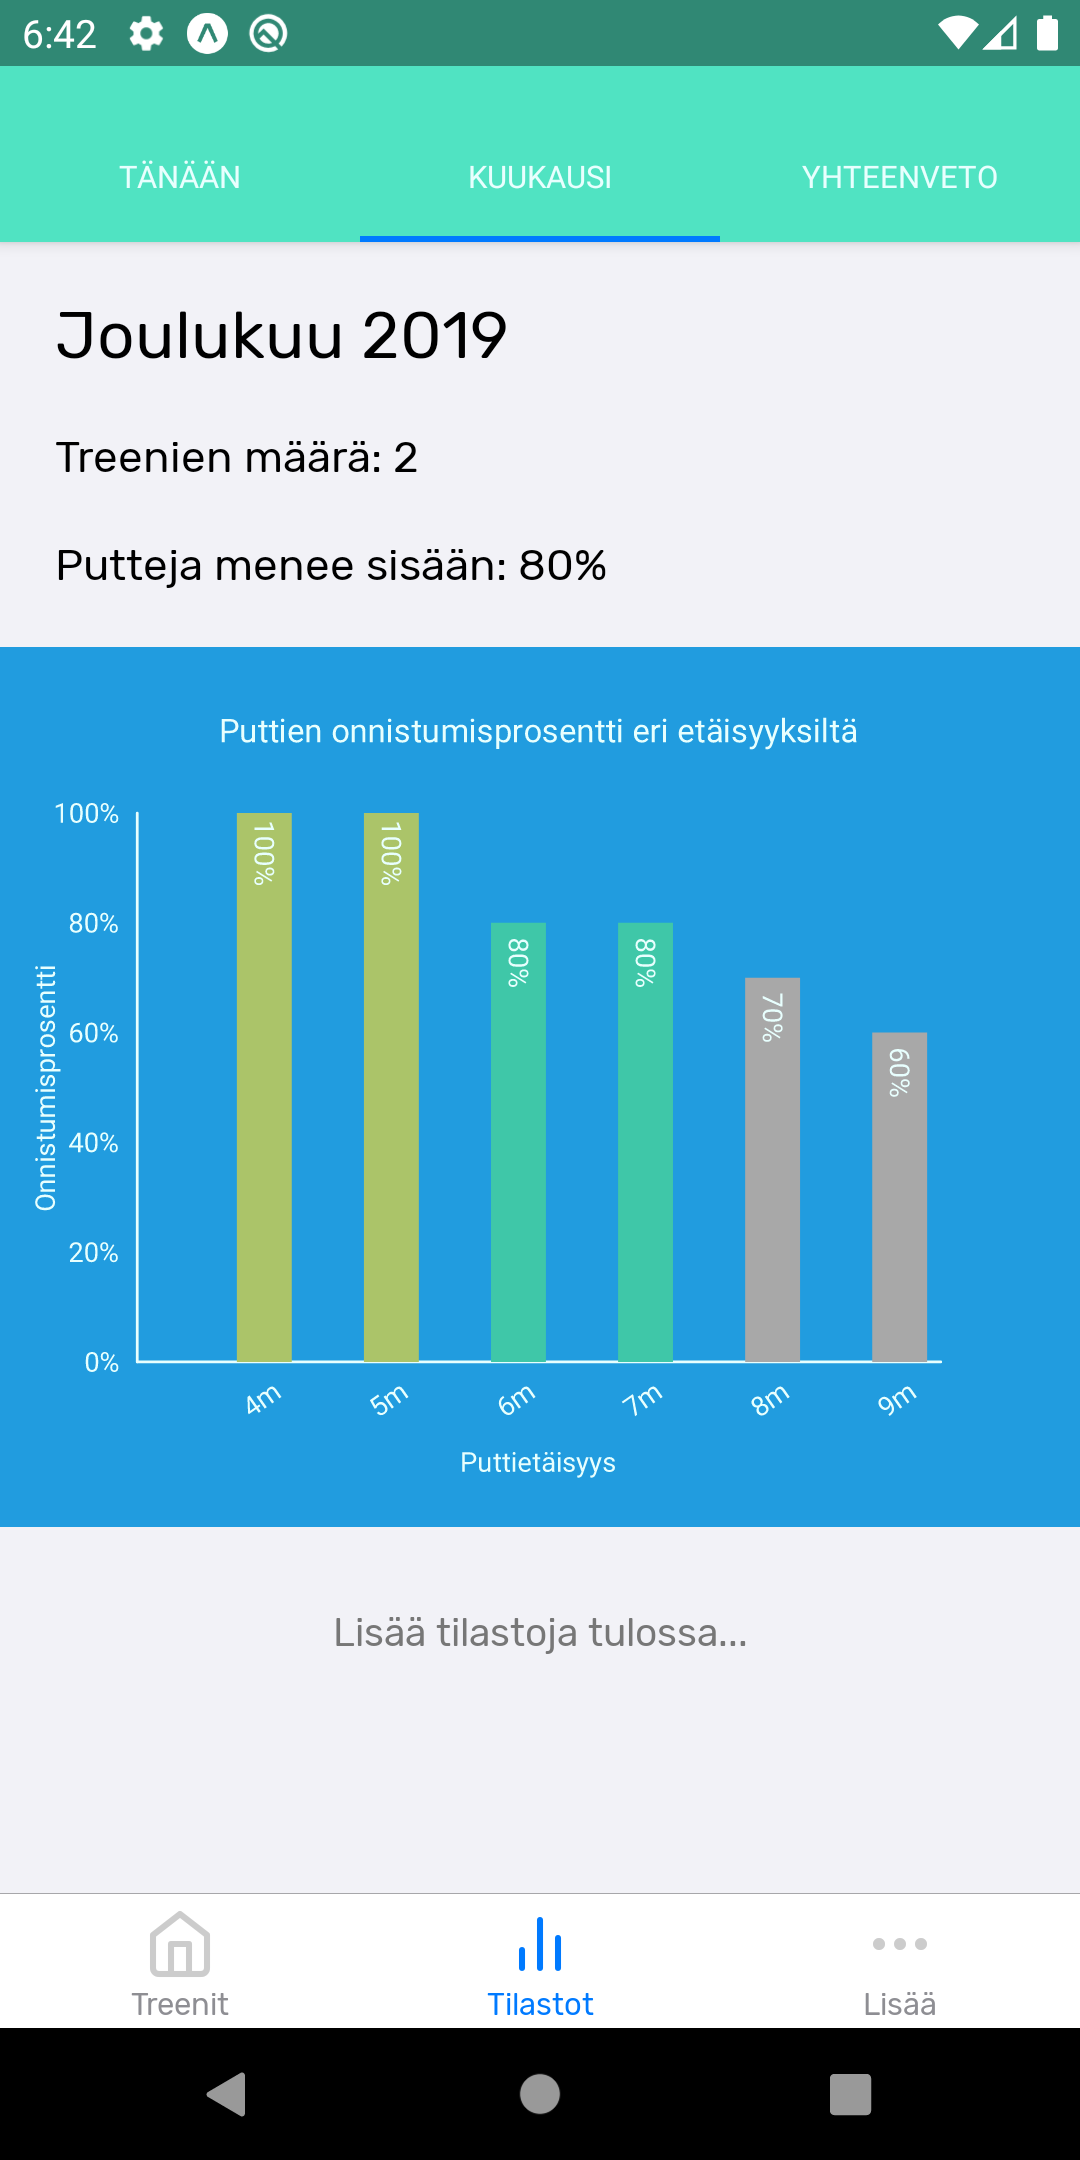 6:42
TÄNÄÄN KUUKAUSI YHTEENVETO
Joulukuu 2019
Treenien määrä: 2
Putteja menee sisään: 80%
Puttien onnistumisprosentti eri etäisyyksiltä
Onnistumisprosentti
100%
80%
60%
40%
20%
0%
100% 100% 80% 80% 70% 60%
4m 5m 6m 7m 8m 9m
Puttietäisyys
Lisää tilastoja tulossa...
Treenit Tilastot Lisää